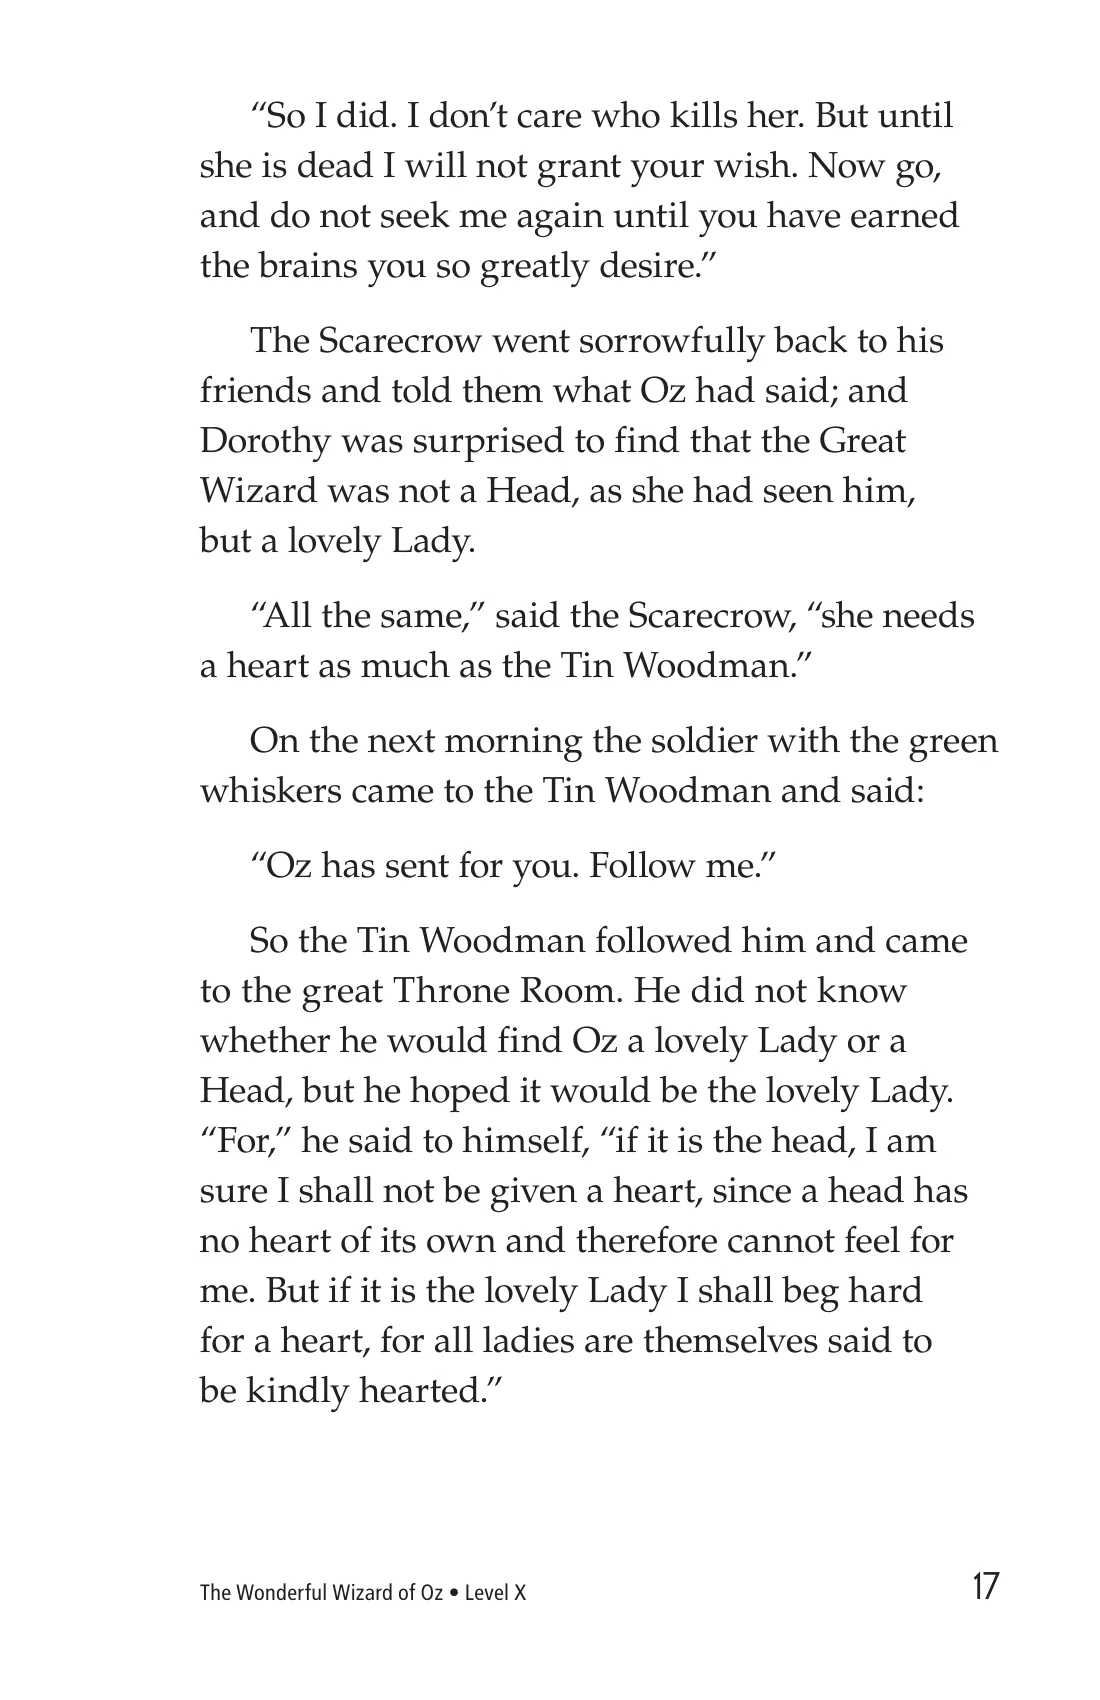 “So I did. I don’t care who kills her. But until
she is dead I will not grant your wish. Now go,
and do not seek me again until you have earned
the brains you so greatly desire.”
The Scarecrow went sorrowfully back to his
friends and told them what Oz had said; and
Dorothy was surprised to find that the Great
Wizard was not a Head, as she had seen him,
but a lovely Lady.
“All the same,” said the Scarecrow, “she needs
a heart as much as the Tin Woodman.”
On the next morning the soldier with the green
whiskers came to the Tin Woodman and said:
“Oz has sent for you. Follow me.”
So the Tin Woodman followed him and came
to the great Throne Room. He did not know
whether he would find Oz a lovely Lady or a
Head, but he hoped it would be the lovely Lady.
“For,” he said to himself, “if it is the head, I am
sure I shall not be given a heart, since a head has
no heart of its own and therefore cannot feel for
me. But if it is the lovely Lady I shall beg hard
for a heart, for all ladies are themselves said to
be kindly hearted.”
The Wonderful Wizard of Oz • Level X
17